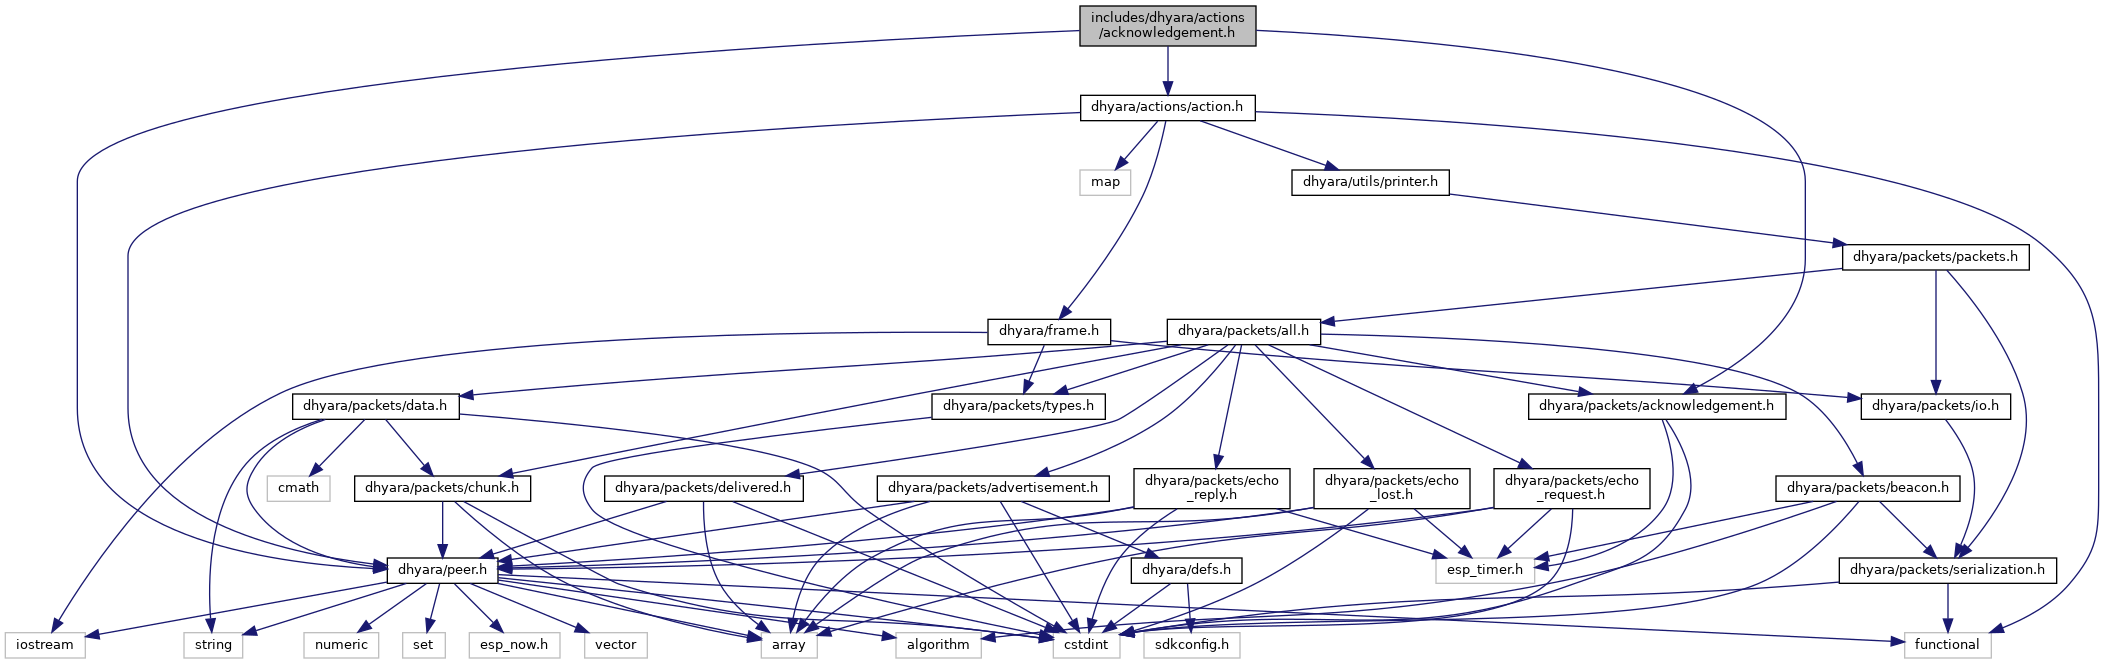 includes/dhyara/actions
/acknowledgement.h
dhyara/actions/action.h
map
dhyara/utils/printer.h
dhyara/packets/packets.h
dhyara/frame.h
dhyara/packets/all.h
dhyara/packets/data.h
dhyara/packets/types.h
dhyara/packets/acknowledgement.h
dhyara/packets/io.h
cmath
dhyara/packets/chunk.h
dhyara/packets/delivered.h
dhyara/packets/advertisement.h
dhyara/packets/echo
_reply.h
dhyara/packets/echo
_lost.h
dhyara/packets/echo
_request.h
dhyara/packets/beacon.h
dhyara/peer.h
dhyara/defs.h
esp_timer.h
dhyara/packets/serialization.h
iostream
string
numeric
set
esp_now.h
vector
array
algorithm
cstdint
sdkconfig.h
functional